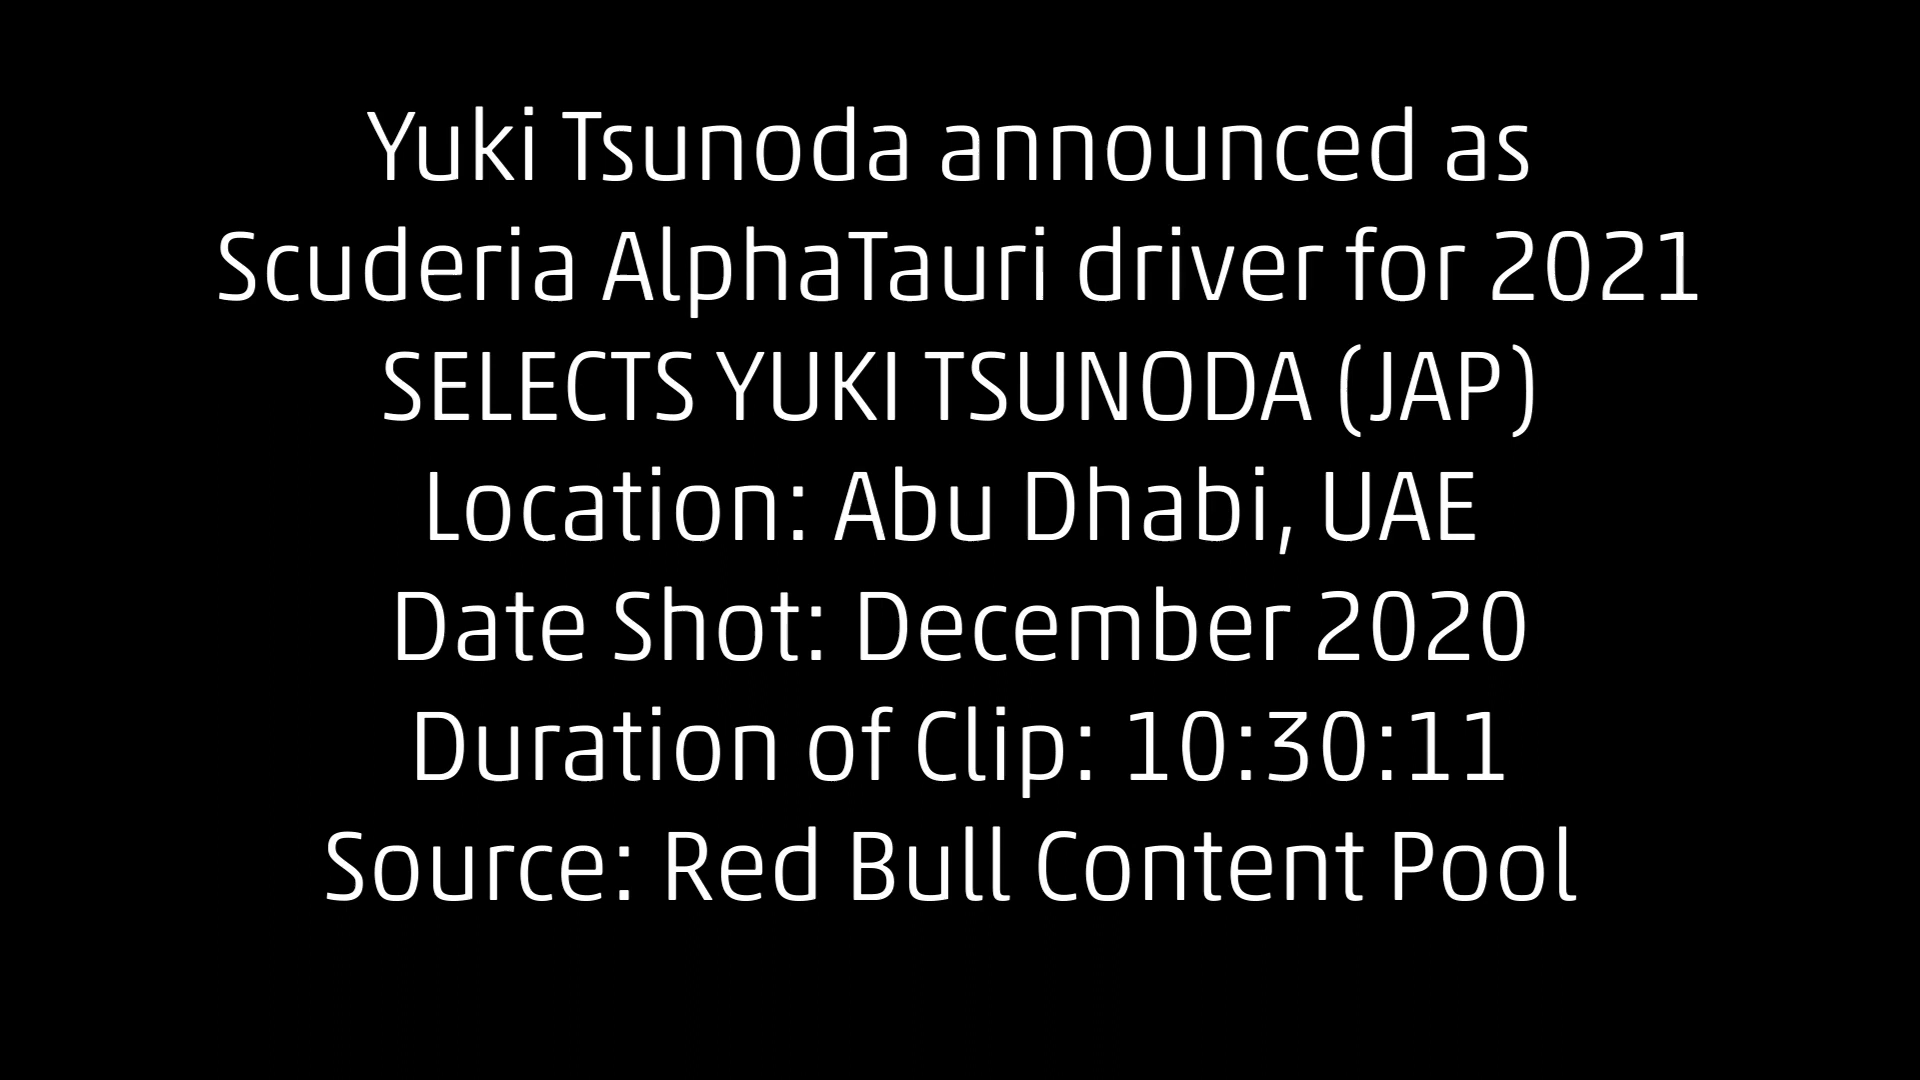 Yuki Tsunoda announced as
Scuderia AlphaTauri driver for 2021
SELECTS YUKI TSUNODA (JAP)
Location: Abu Dhabi, UAE
Date Shot: December 2020
Duration of Clip: 10:30:11
Source: Red Bull Content Pool